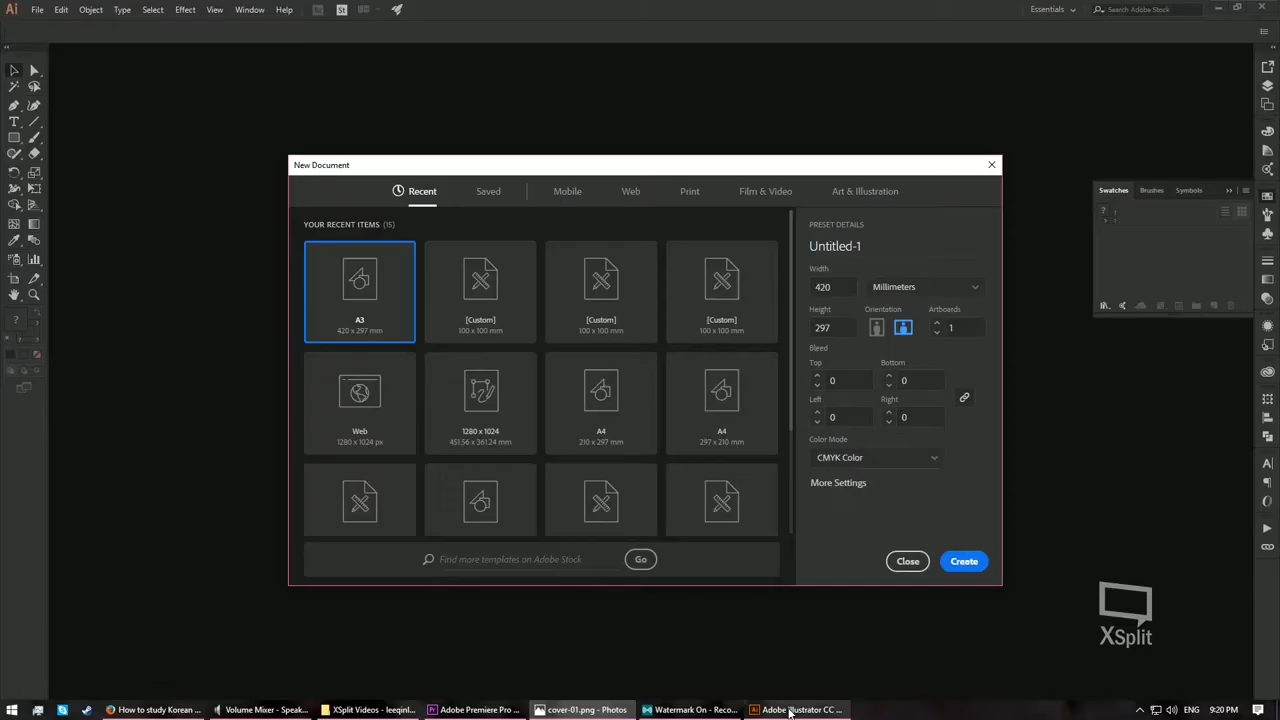 Ai File Edit Object Type Select Effect View Window Help Br St Essentials Search Adobe Stock
New Document
Recent Saved Mobile Web Print Film & Video Art & Illustration
YOUR RECENT ITEMS (15)
A3
420 x 297 mm
[Custom]
100 x 100 mm
[Custom]
100 x 100 mm
[Custom]
100 x 100 mm
Web
1280 x 1024 px
1280 x 1024
451.56 x 361.24 mm
A4
210 x 297 mm
A4
297 x 210 mm
Find more templates on Adobe Stock Go
PRESET DETAILS
Untitled-1
Width
420 Millimeters
Height Orientation Artboards
297 1
Bleed
Top Bottom
0 0
Left Right
0 0
Color Mode
CMYK Color
More Settings
Close Create
Swatches Brushes Symbols
XSplit
How to study Korean ... Volume Mixer - Speak... XSplit Videos - leeqinl... Adobe Premiere Pro ... cover-01.png - Photos Watermark On - Reco... Adobe Illustrator CC ... ENG 9:20 PM